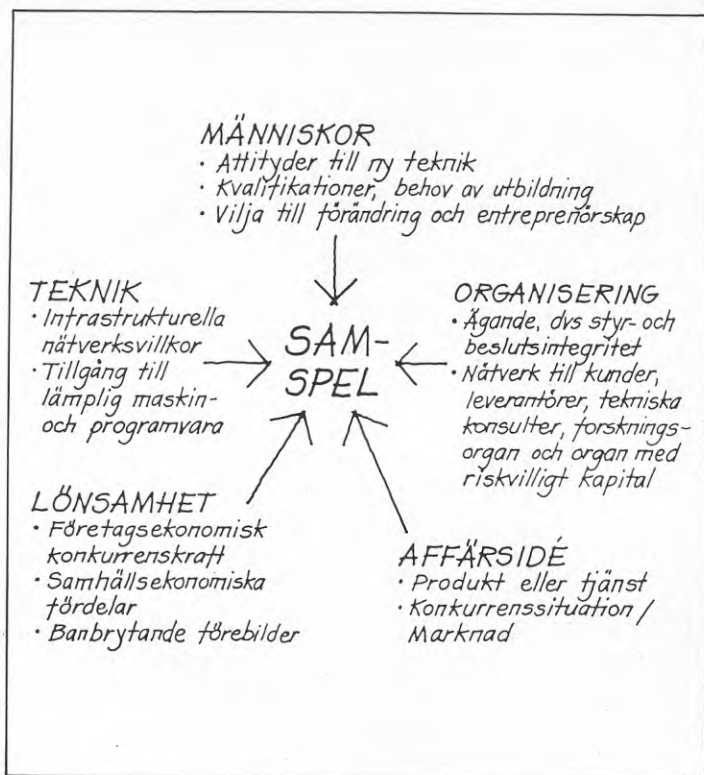 MÄNNISKOR
· Attityder till ny teknik
· Kvalifikationer, behov av utbildning
· Vilja till förändring och entreprenörskap
TEKNIK
· Infrastrukturella
nätverksvillkor
· Tillgång till
lämplig maskin-
och programvara
SAM-
SPEL
ORGANISERING
· Ägande, dvs styr- och
beslutsintegritet
· Nätverk till kunder,
leverantörer, tekniska
konsulter, forsknings-
organ och organ med
riskvilligt kapital
LÖNSAMHET
· Företagsekonomisk
konkurrenskraft
· Samhällsekonomiska
fördelar
· Banbrytande förebilder
AFFÄRSIDÉ
· Produkt eller tjänst
· Konkurrenssituation /
Marknad